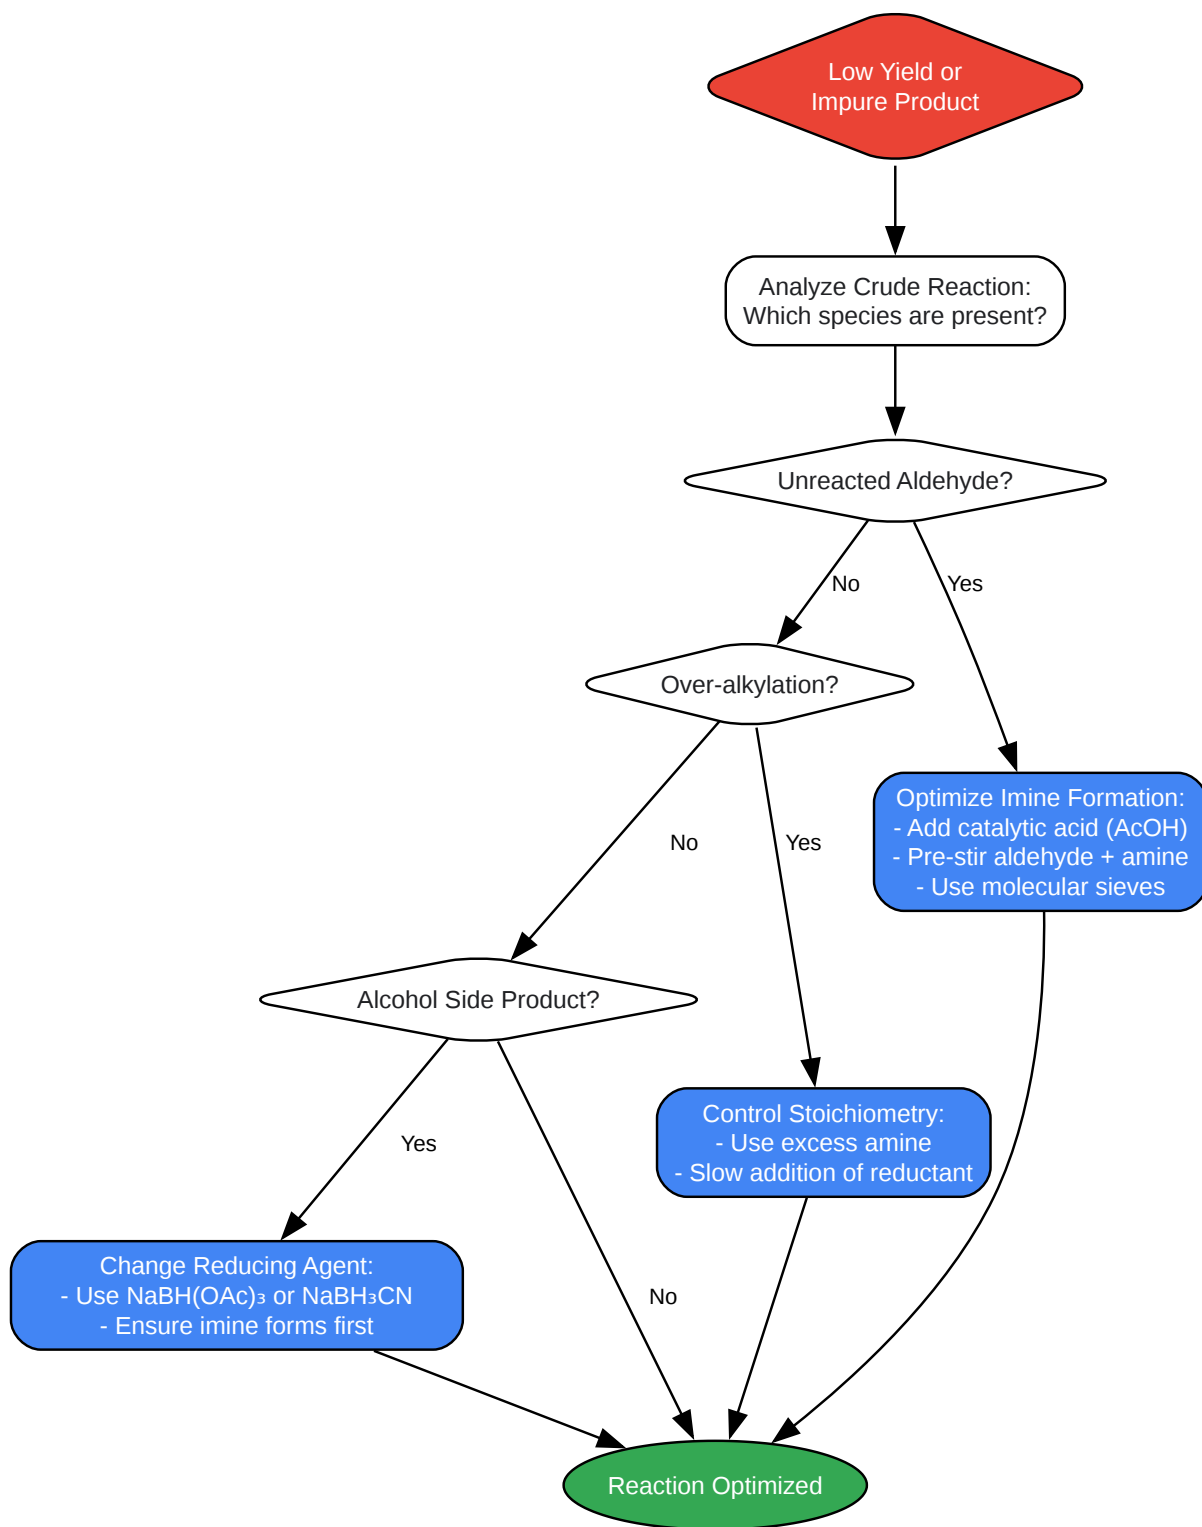 Low Yield or
Impure Product
Analyze Crude Reaction:
Which species are present?
Unreacted Aldehyde?
No
Yes
Over-alkylation?
Optimize Imine Formation:
- Add catalytic acid (AcOH)
- Pre-stir aldehyde + amine
- Use molecular sieves
No
Yes
Alcohol Side Product?
Control Stoichiometry:
- Use excess amine
- Slow addition of reductant
Yes
Change Reducing Agent:
- Use NaBH(OAc)₃ or NaBH₃CN
- Ensure imine forms first
No
Reaction Optimized